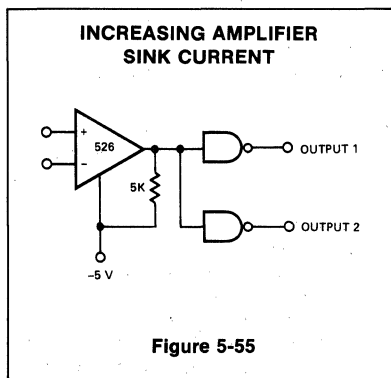 INCREASING AMPLIFIER
SINK CURRENT
+
526
−
5K
OUTPUT 1
OUTPUT 2
−5 V
Figure 5-55